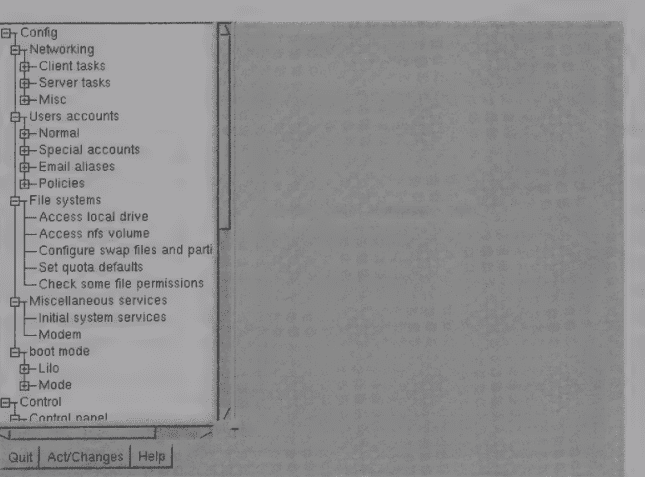 Config
Networking
Client tasks
Server tasks
Misc
Users accounts
Normal
Special accounts
Email aliases
Policies
File systems
Access local drive
Access nfs volume
Configure swap files and parti
Set quota defaults
Check some file permissions
Miscellaneous services
Initial system services
Modem
boot mode
Lilo
Mode
Control
Control panel
Quit Act/Changes Help